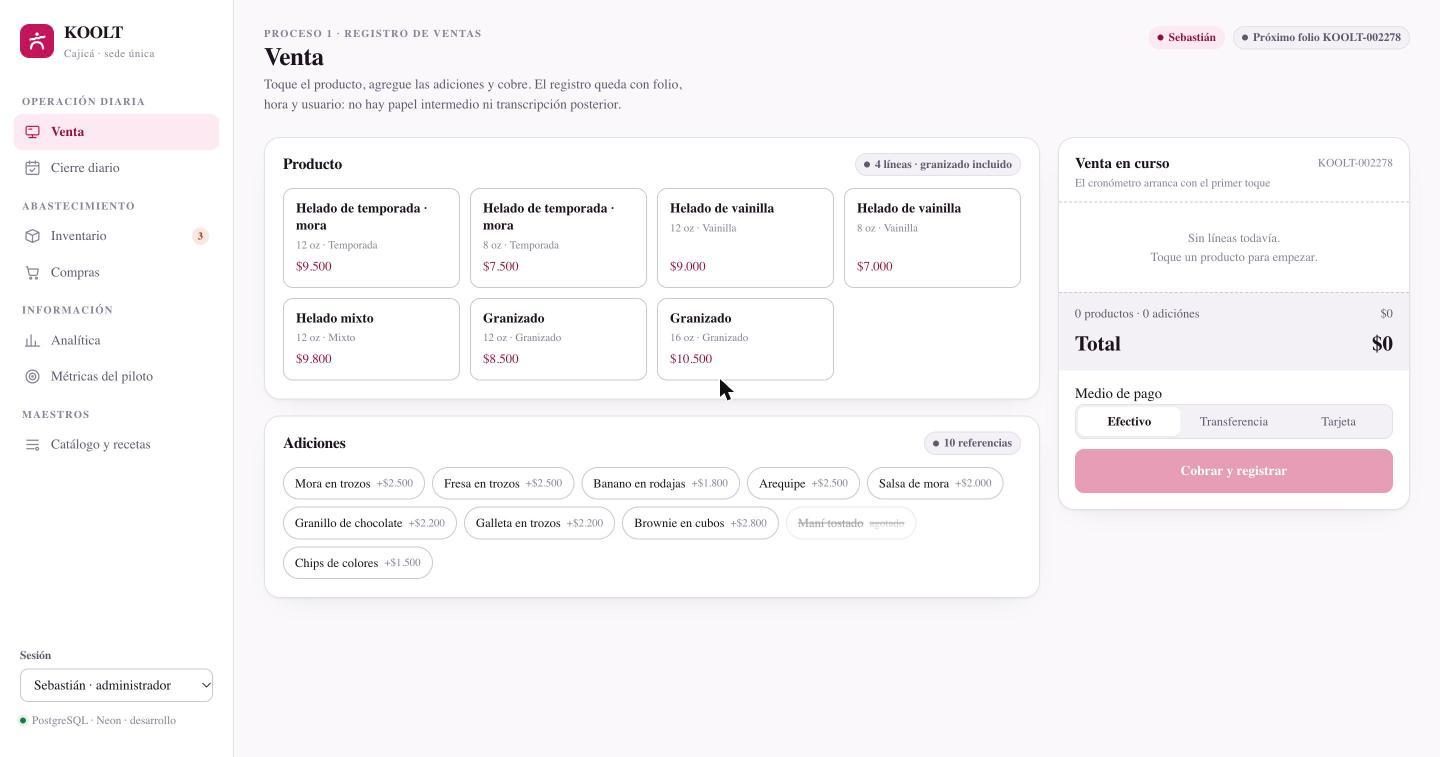 KOOLT
Cajicá · sede única
OPERACIÓN DIARIA
Venta
Cierre diario
ABASTECIMIENTO
Inventario 3
Compras
INFORMACIÓN
Analítica
Métricas del piloto
MAESTROS
Catálogo y recetas
Sesión
Sebastián · administrador
PostgreSQL · Neon · desarrollo
PROCESO 1 · REGISTRO DE VENTAS
Venta
Toque el producto, agregue las adiciones y cobre. El registro queda con folio,
hora y usuario: no hay papel intermedio ni transcripción posterior.
Sebastián
Próximo folio KOOLT-002278
Producto
4 líneas · granizado incluido
Helado de temporada ·
mora
12 oz · Temporada
$9.500
Helado de temporada ·
mora
8 oz · Temporada
$7.500
Helado de vainilla
12 oz · Vainilla
$9.000
Helado de vainilla
8 oz · Vainilla
$7.000
Helado mixto
12 oz · Mixto
$9.800
Granizado
12 oz · Granizado
$8.500
Granizado
16 oz · Granizado
$10.500
Adiciones
10 referencias
Mora en trozos +$2.500
Fresa en trozos +$2.500
Banano en rodajas +$1.800
Arequipe +$2.500
Salsa de mora +$2.000
Granillo de chocolate +$2.200
Galleta en trozos +$2.200
Brownie en cubos +$2.800
Maní tostado agotado
Chips de colores +$1.500
Venta en curso KOOLT-002278
El cronómetro arranca con el primer toque
Sin líneas todavía.
Toque un producto para empezar.
0 productos · 0 adiciónes $0
Total $0
Medio de pago
Efectivo Transferencia Tarjeta
Cobrar y registrar